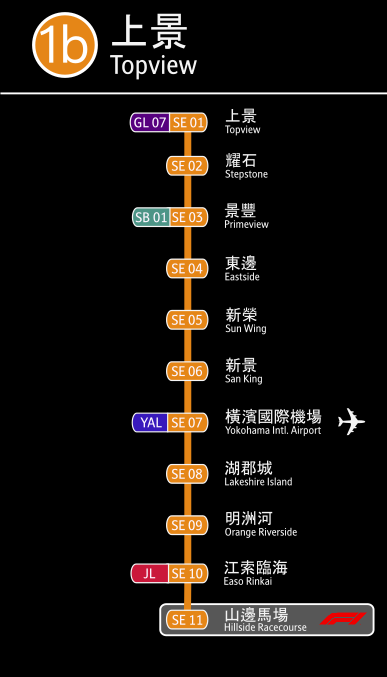 1b
上景
Topview
GL 07 SE 01 上景
Topview
SE 02 耀石
Stepstone
SB 01 SE 03 景豐
Primeview
SE 04 東邊
Eastside
SE 05 新榮
Sun Wing
SE 06 新景
San King
YAL SE 07 橫濱國際機場
Yokohama Intl. Airport
SE 08 湖郡城
Lakeshire Island
SE 09 明洲河
Orange Riverside
JL SE 10 江索臨海
Easo Rinkai
SE 11 山邊馬場
Hillside Racecourse
F1